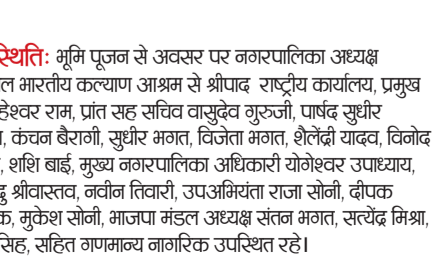 स्थितिः भूमि पूजन से अवसर पर नगरपालिका अध्यक्ष
ल भारतीय कल्याण आश्रम से श्रीपाद राष्ट्रीय कार्यालय, प्रमुख
हेश्वर राम, प्रांत सह सचिव वासुदेव गुरुजी, पार्षद सुधीर
, कंचन बैरागी, सुधीर भगत, विजेता भगत, शैलेंद्री यादव, विनोद
, शशि बाई, मुख्य नगरपालिका अधिकारी योगेश्वर उपाध्याय,
श्रीवास्तव, नवीन तिवारी, उपअभियंता राजा सोनी, दीपक
क, मुकेश सोनी, भाजपा मंडल अध्यक्ष संतन भगत, सत्येंद्र मिश्रा,
सिह, सहित गणमान्य नागरिक उपस्थित रहे।